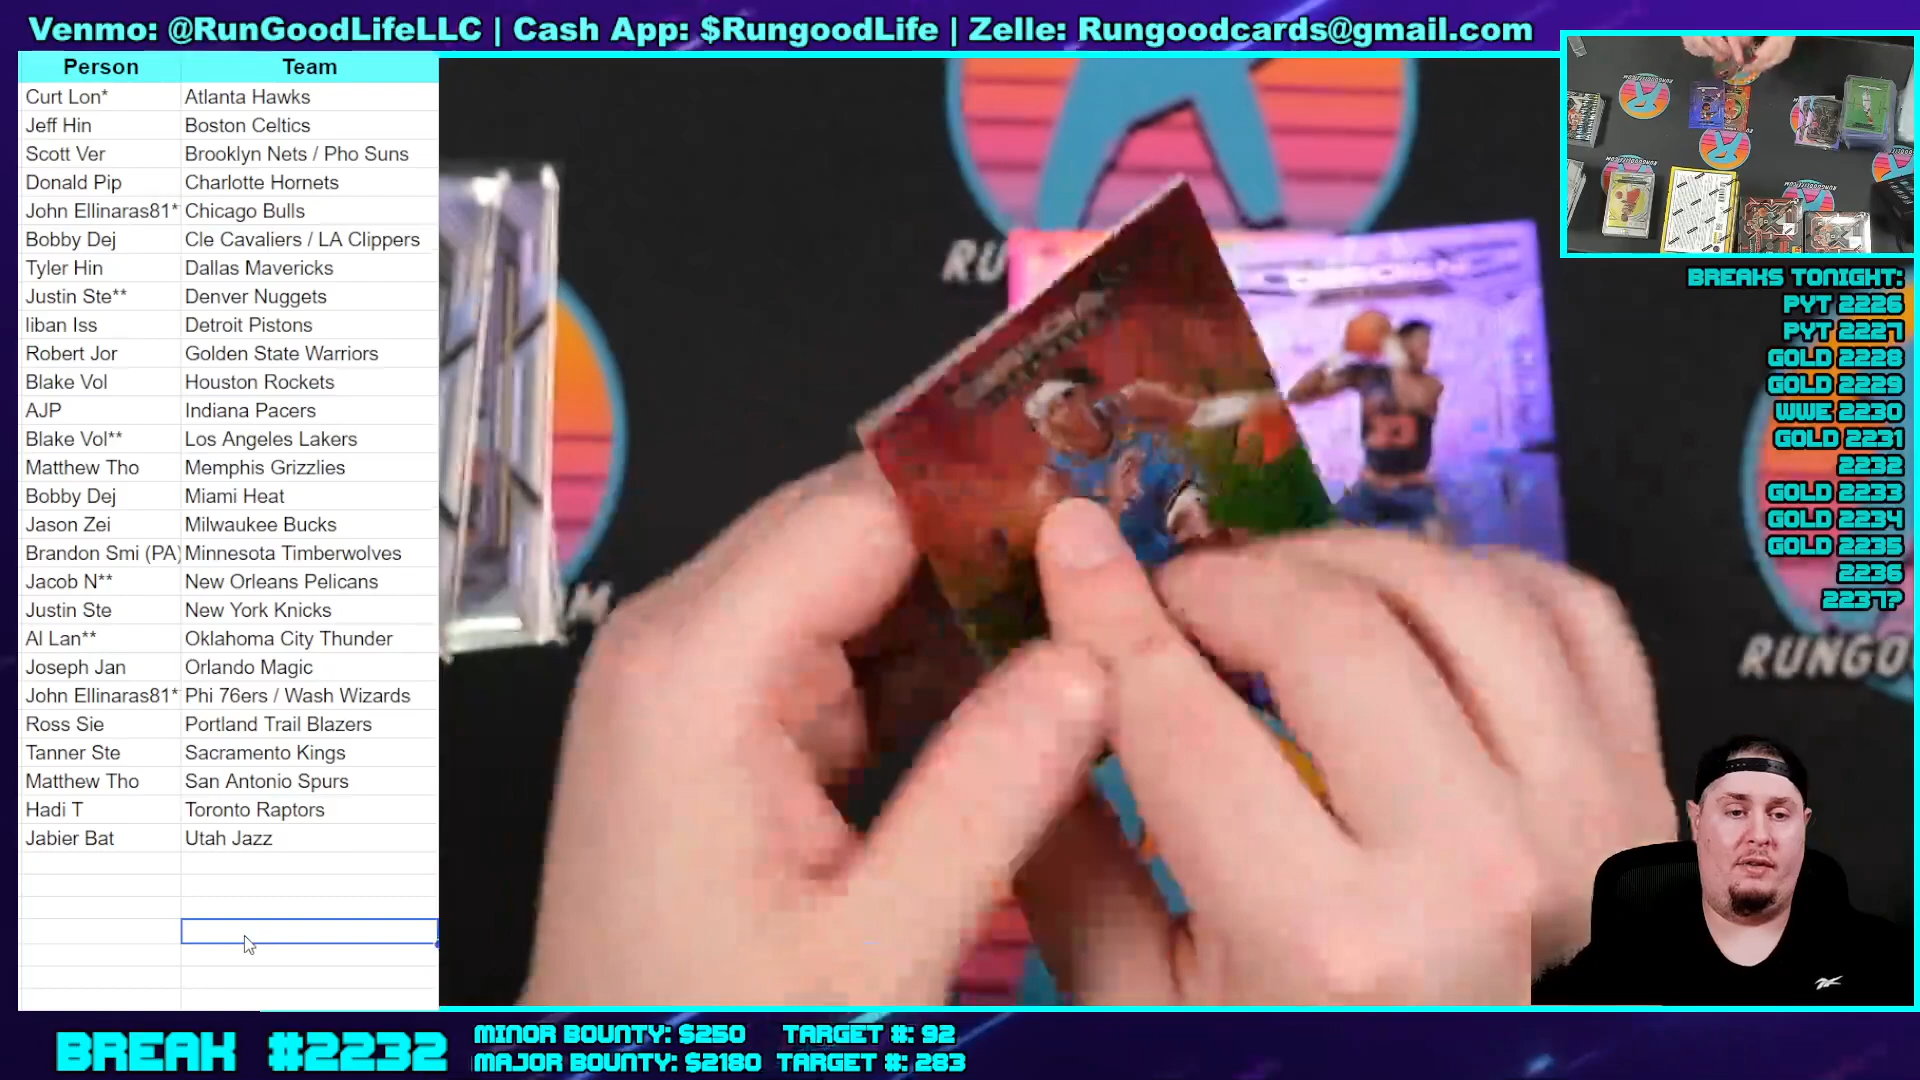 Venmo: @RunGoodLifeLLC | Cash App: $RungoodLife | Zelle: Rungoodcards@gmail.com
Person Team
Curt Lon* Atlanta Hawks
Jeff Hin Boston Celtics
Scott Ver Brooklyn Nets / Pho Suns
Donald Pip Charlotte Hornets
John Ellinaras81* Chicago Bulls
Bobby Dej Cle Cavaliers / LA Clippers
Tyler Hin Dallas Mavericks
Justin Ste** Denver Nuggets
liban Iss Detroit Pistons
Robert Jor Golden State Warriors
Blake Vol Houston Rockets
AJP Indiana Pacers
Blake Vol** Los Angeles Lakers
Matthew Tho Memphis Grizzlies
Bobby Dej Miami Heat
Jason Zei Milwaukee Bucks
Brandon Smi (PA) Minnesota Timberwolves
Jacob N** New Orleans Pelicans
Justin Ste New York Knicks
Al Lan** Oklahoma City Thunder
Joseph Jan Orlando Magic
John Ellinaras81* Phi 76ers / Wash Wizards
Ross Sie Portland Trail Blazers
Tanner Ste Sacramento Kings
Matthew Tho San Antonio Spurs
Hadi T Toronto Raptors
Jabier Bat Utah Jazz
RU
RUNGO
BREAKS TONIGHT:
PYT 2226
PYT 2227
GOLD 2228
GOLD 2229
WWE 2230
GOLD 2231
2232
GOLD 2233
GOLD 2234
GOLD 2235
2236
2237?
BREAK #2232
MINOR BOUNTY: $250 TARGET #: 92
MAJOR BOUNTY: $2180 TARGET #: 283